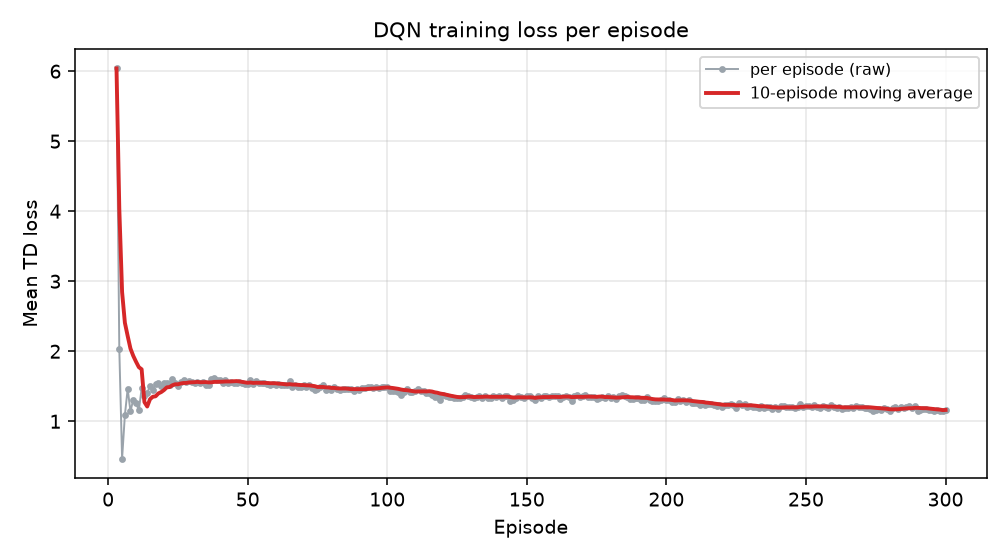 DQN training loss per episode
per episode (raw)
10-episode moving average
Mean TD loss
6
5
4
3
2
1
0 50 100 150 200 250 300
Episode